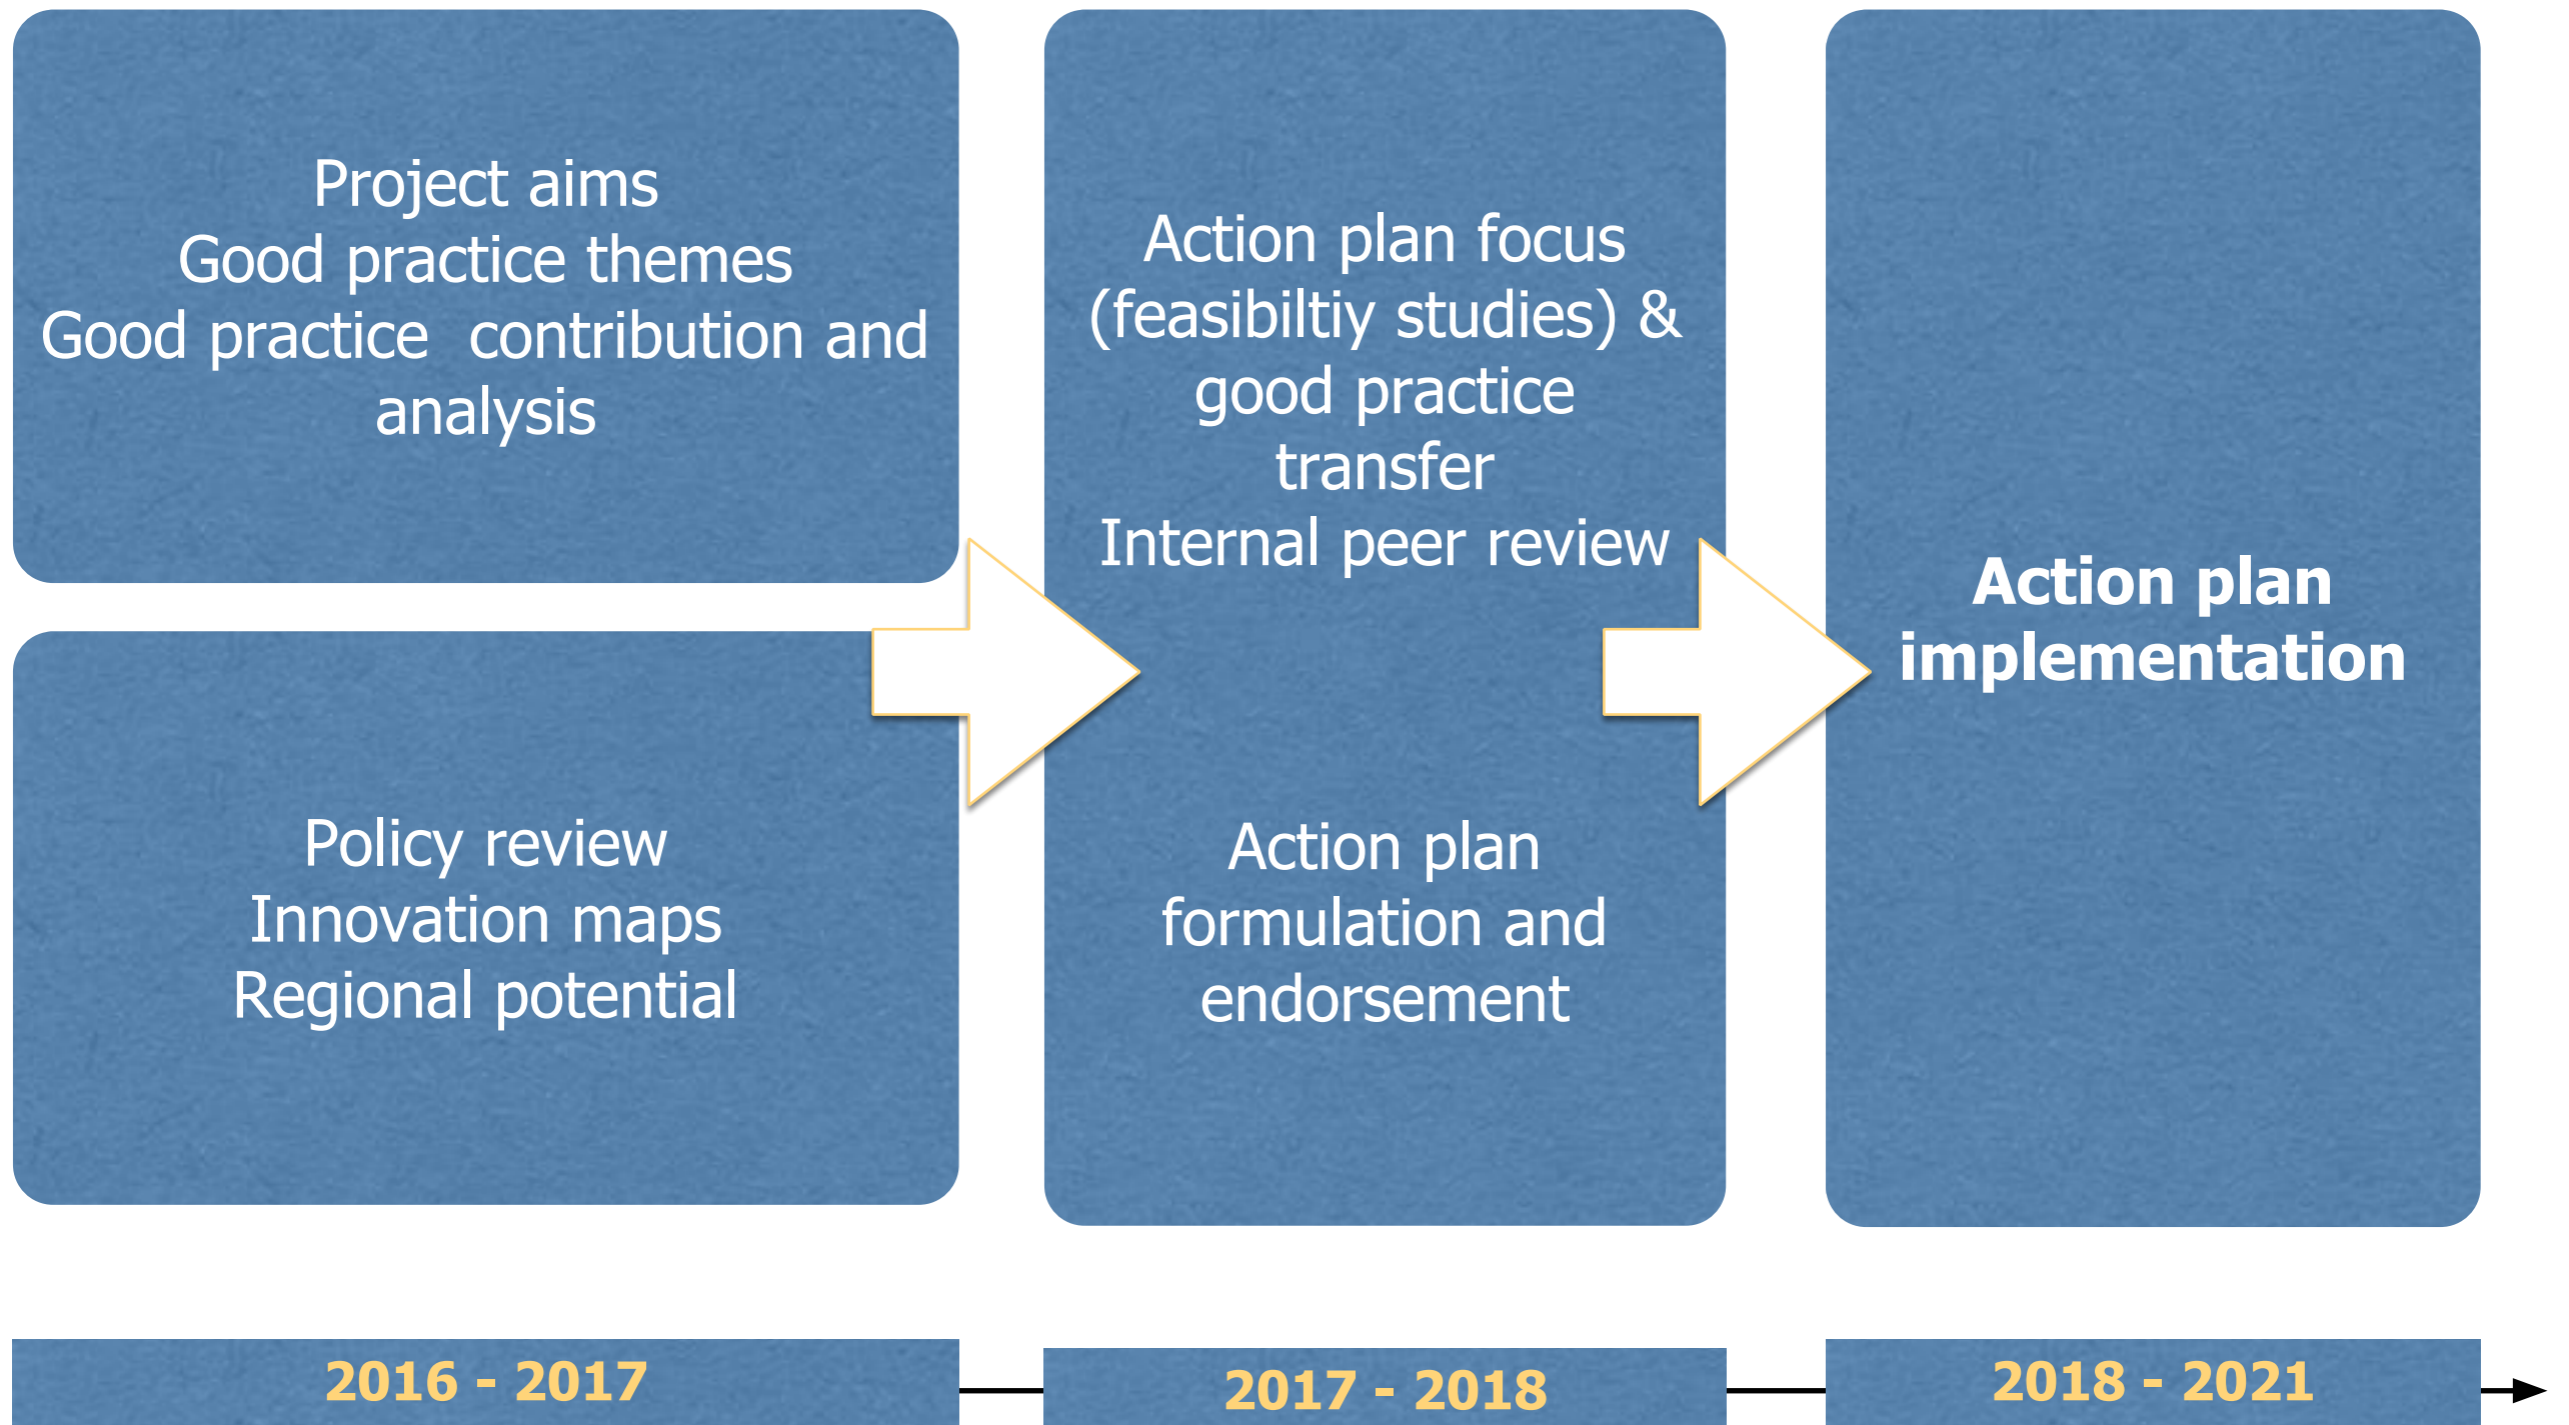 Project aims
Good practice themes
Good practice  contribution and
analysis
Policy review
Innovation maps
Regional potential
Action plan focus
(feasibiltiy studies) &
good practice
transfer
Internal peer review
Action plan
formulation and
endorsement
Action plan
implementation
2016 - 2017
2017 - 2018
2018 - 2021